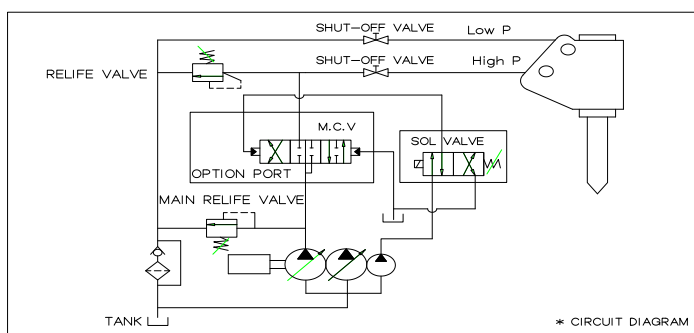 SHUT-OFF VALVE
Low P
SHUT-OFF VALVE
High P
RELIFE VALVE
M.C.V
SOL VALVE
OPTION PORT
MAIN RELIFE VALVE
TANK
* CIRCUIT DIAGRAM